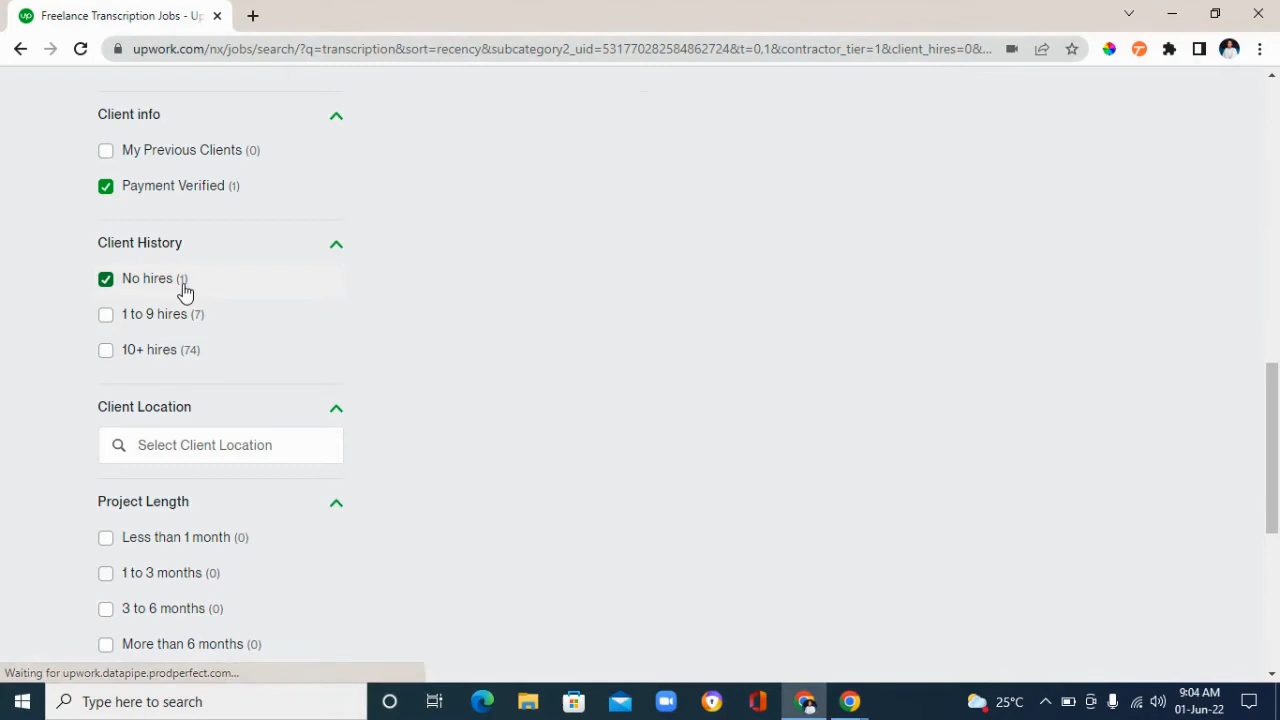 Freelance Transcription Jobs - Up
upwork.com/nx/jobs/search/?q=transcription&sort=recency&subcategory2_uid=531770282584862724&t=0,1&contractor_tier=1&client_hires=0&...
Client info
My Previous Clients (0)
Payment Verified (1)
Client History
No hires (1)
1 to 9 hires (7)
10+ hires (74)
Client Location
Select Client Location
Project Length
Less than 1 month (0)
1 to 3 months (0)
3 to 6 months (0)
More than 6 months (0)
Waiting for upwork.datapipe.prodperfect.com...
Type here to search
25°C
9:04 AM
01-Jun-22